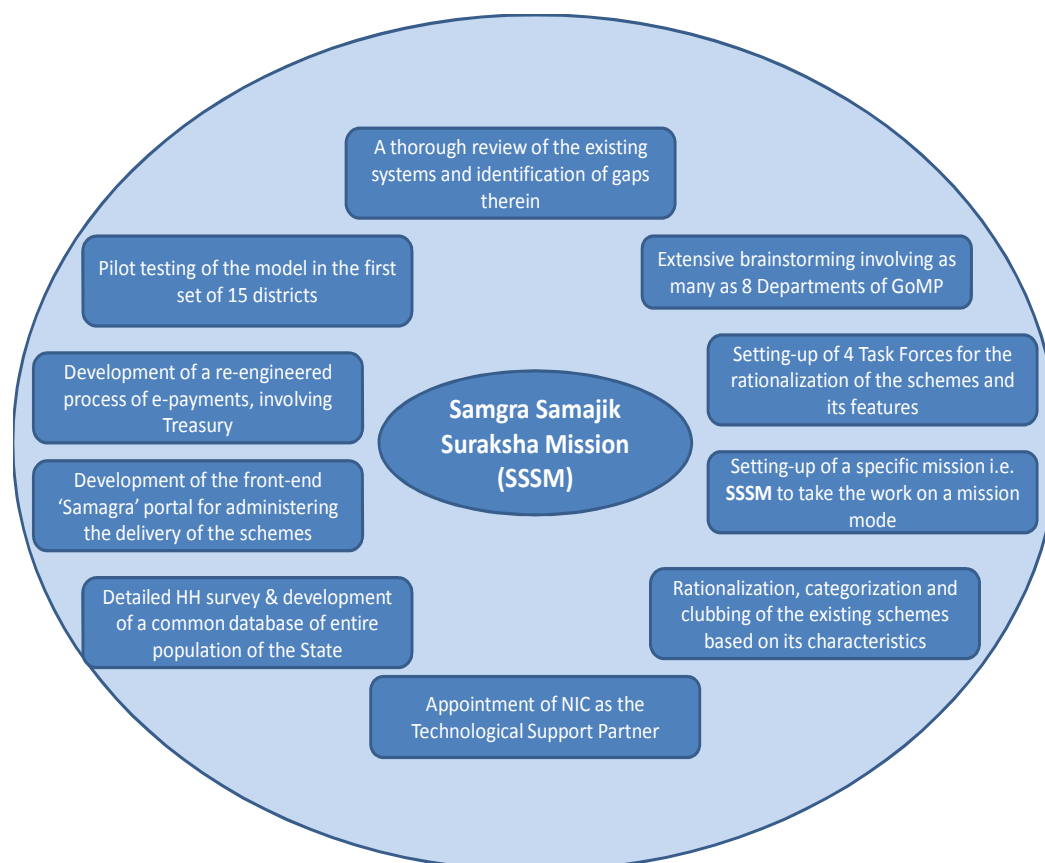 A thorough review of the existing
systems and identification of gaps
therein
Extensive brainstorming involving as
many as 8 Departments of GoMP
Setting-up of 4 Task Forces for the
rationalization of the schemes and
its features
Setting-up of a specific mission i.e.
SSSM to take the work on a mission
mode
Rationalization, categorization and
clubbing of the existing schemes
based on its characteristics
Appointment of NIC as the
Technological Support Partner
Detailed HH survey & development
of a common database of entire
population of the State
Development of the front-end
‘Samagra’ portal for administering
the delivery of the schemes
Development of a re-engineered
process of e-payments, involving
Treasury
Pilot testing of the model in the first
set of 15 districts
Samgra Samajik
Suraksha Mission
(SSSM)